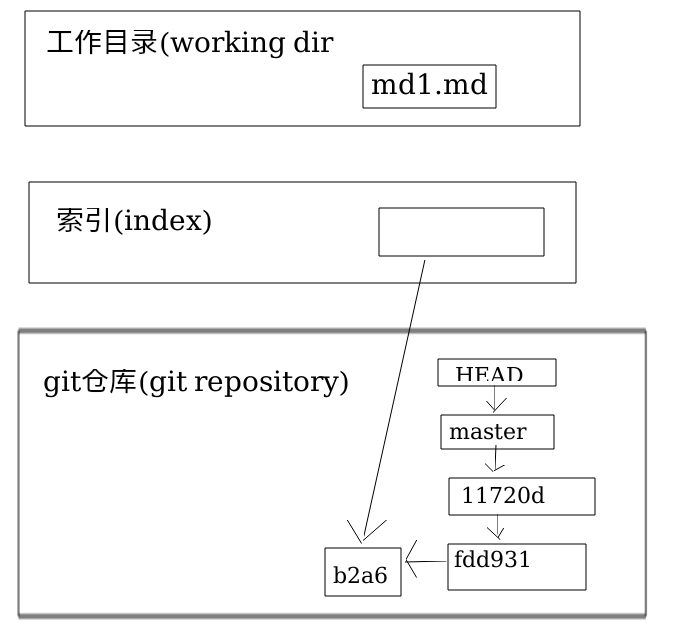 工作目录(working dir
md1.md
索引(index)
git仓库(git repository)
HEAD
master
11720d
fdd931
b2a6